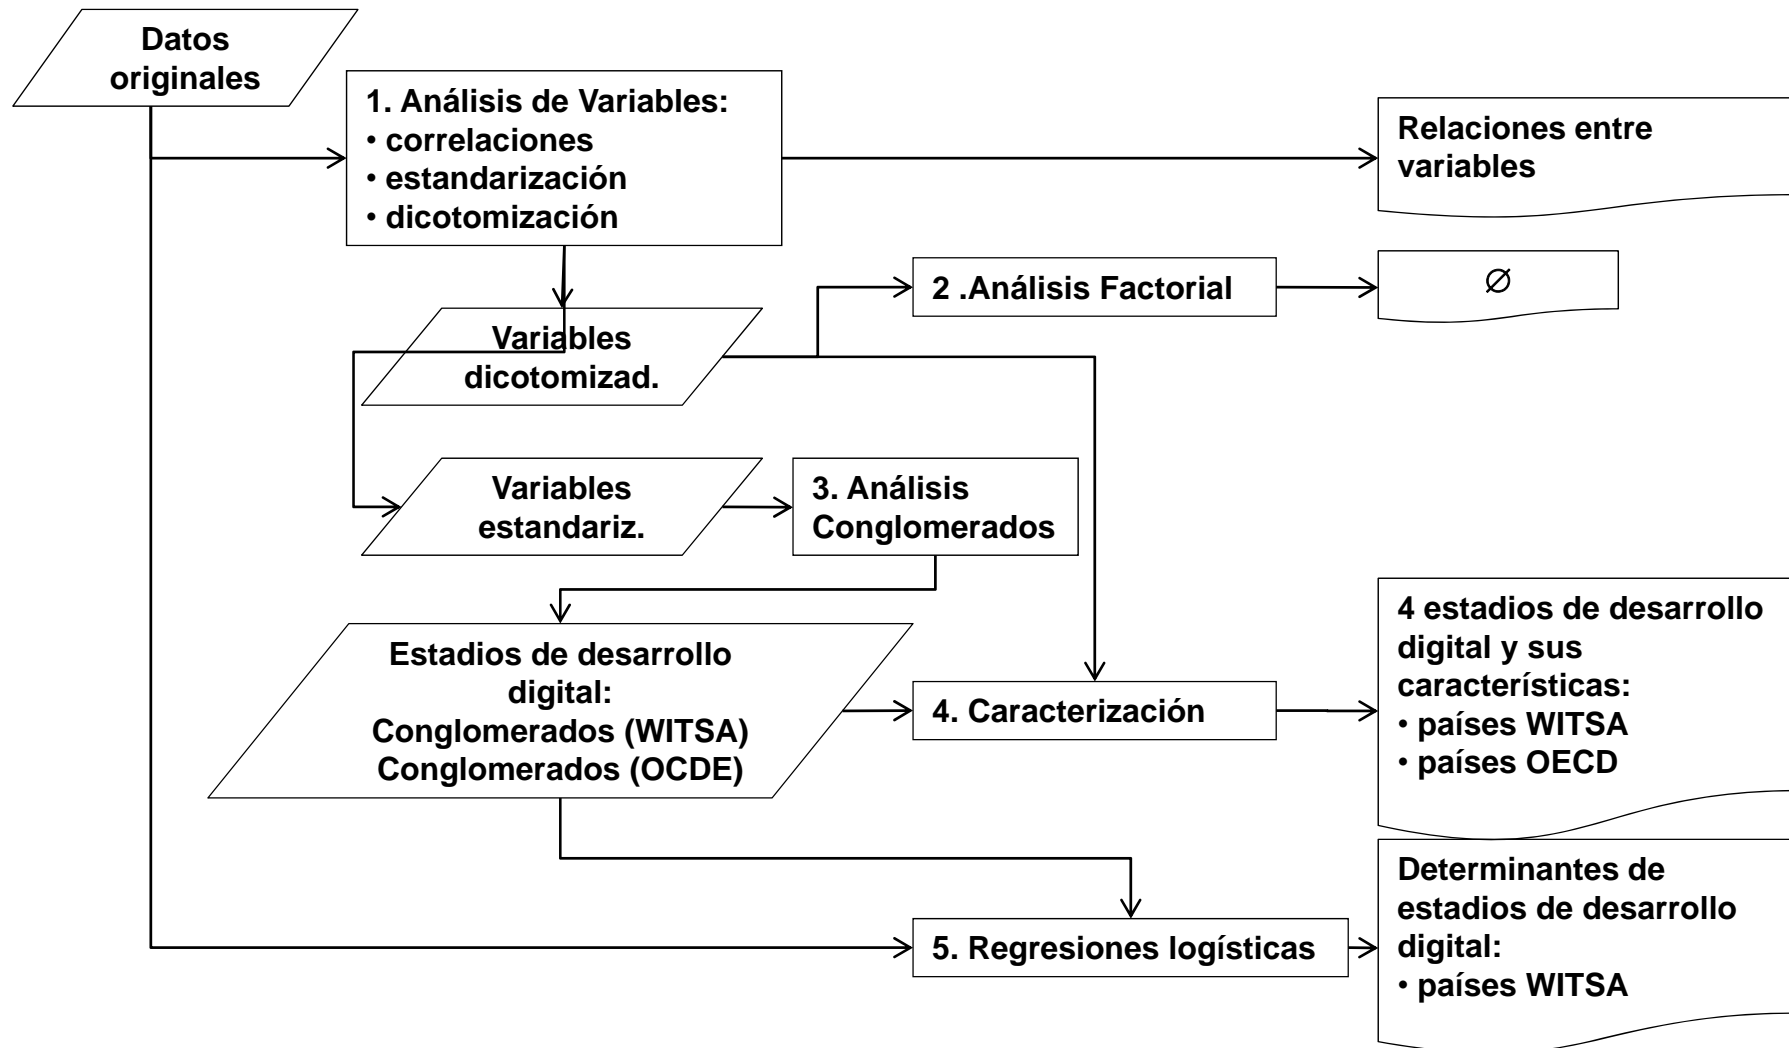 Datos
originales
1. Análisis de Variables:
• correlaciones
• estandarización
• dicotomización
Relaciones entre
variables
2 .Análisis Factorial
∅
Variables
dicotomizad.
Variables
estandariz.
3. Análisis
Conglomerados
Estadios de desarrollo
digital:
Conglomerados (WITSA)
Conglomerados (OCDE)
4. Caracterización
4 estadios de desarrollo
digital y sus
características:
• países WITSA
• países OECD
5. Regresiones logísticas
Determinantes de
estadios de desarrollo
digital:
• países WITSA